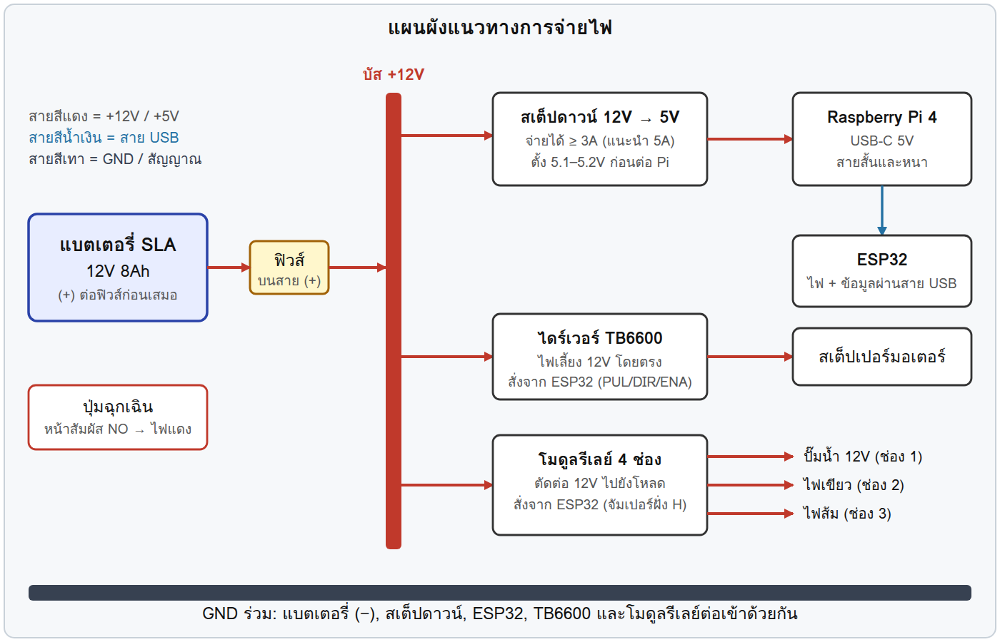 แผนผังแนวทางการจ่ายไฟ
บัส +12V
สายสีแดง = +12V / +5V
สายสีน้ำเงิน = สาย USB
สายสีเทา = GND / สัญญาณ
แบตเตอรี่ SLA
12V 8Ah
(+) ต่อฟิวส์ก่อนเสมอ
ฟิวส์
บนสาย (+)
ปุ่มฉุกเฉิน
หน้าสัมผัส NO → ไฟแดง
สเต็ปดาวน์ 12V → 5V
จ่ายได้ ≥ 3A (แนะนำ 5A)
ตั้ง 5.1–5.2V ก่อนต่อ Pi
Raspberry Pi 4
USB-C 5V
สายสั้นและหนา
ESP32
ไฟ + ข้อมูลผ่านสาย USB
ไดร์เวอร์ TB6600
ไฟเลี้ยง 12V โดยตรง
สั่งจาก ESP32 (PUL/DIR/ENA)
สเต็ปเปอร์มอเตอร์
โมดูลรีเลย์ 4 ช่อง
ตัดต่อ 12V ไปยังโหลด
สั่งจาก ESP32 (จัมเปอร์ฝั่ง H)
ปั๊มน้ำ 12V (ช่อง 1)
ไฟเขียว (ช่อง 2)
ไฟส้ม (ช่อง 3)
GND ร่วม: แบตเตอรี่ (−), สเต็ปดาวน์, ESP32, TB6600 และโมดูลรีเลย์ต่อเข้าด้วยกัน